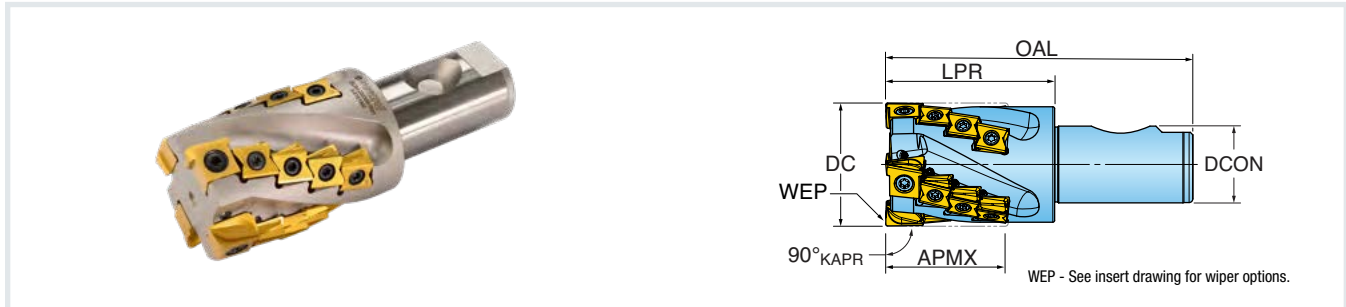 OAL
LPR
DC
DCON
WEP
90°KAPR
APMX
WEP - See insert drawing for wiper options.